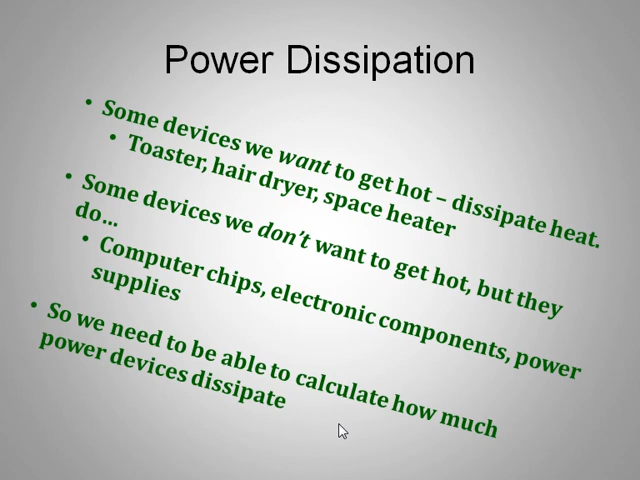 Power Dissipation
• Some devices we want to get hot – dissipate heat.
• Toaster, hair dryer, space heater
• Some devices we don't want to get hot, but they
do…
• Computer chips, electronic components, power
supplies
• So we need to be able to calculate how much
power devices dissipate